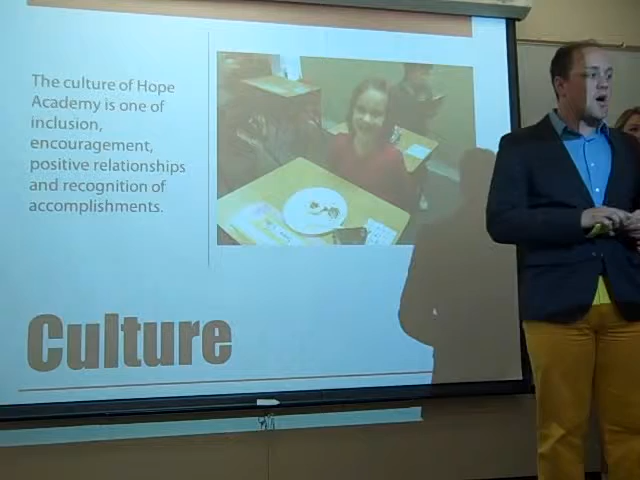 The culture of Hope
Academy is one of
inclusion,
encouragement,
positive relationships
and recognition of
accomplishments.
Culture